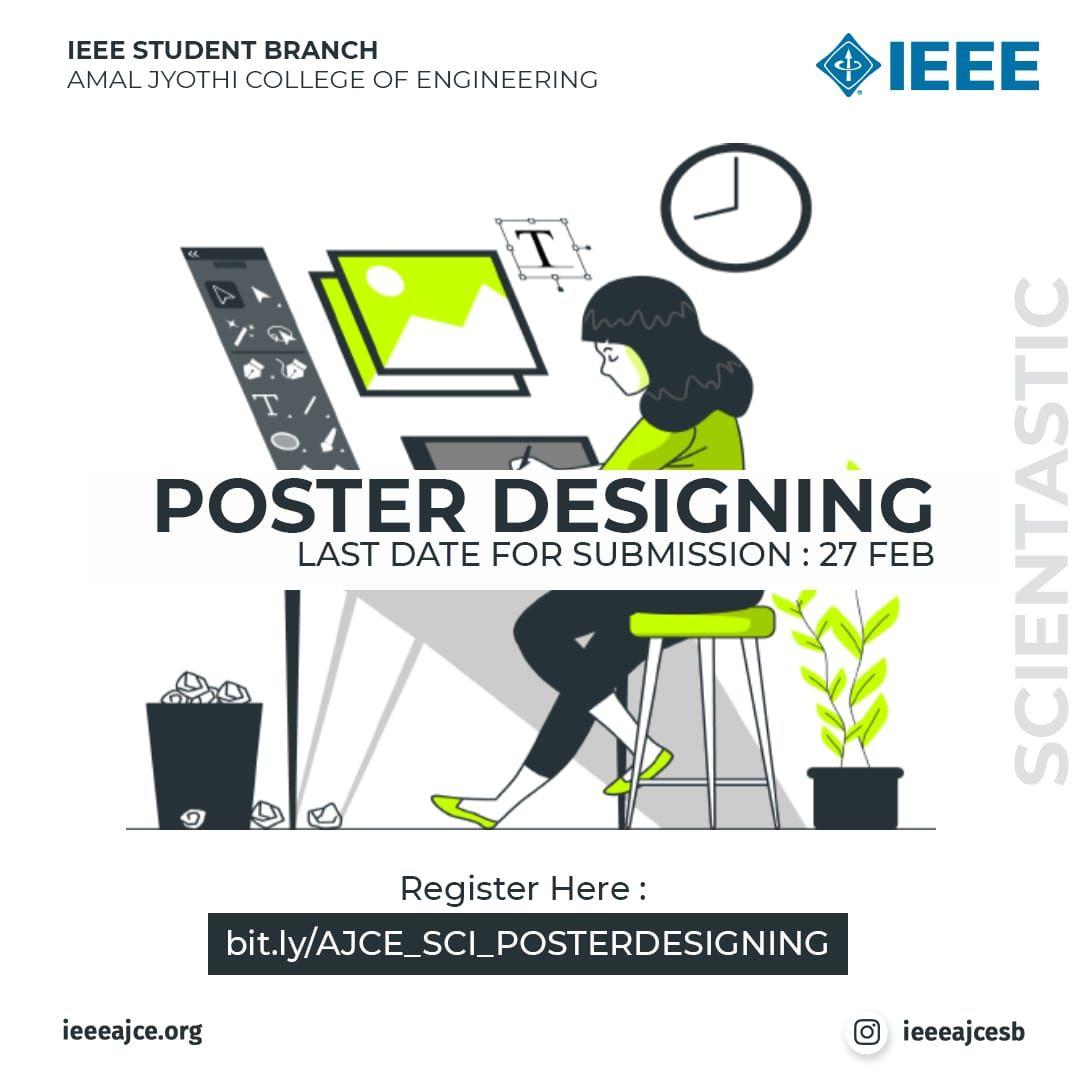 IEEE STUDENT BRANCH
AMAL JYOTHI COLLEGE OF ENGINEERING
IEEE
T
T
SCIENTASTIC
POSTER DESIGNING
LAST DATE FOR SUBMISSION : 27 FEB
Register Here :
bit.ly/AJCE_SCI_POSTERDESIGNING
ieeeajce.org
ieeeajcesb